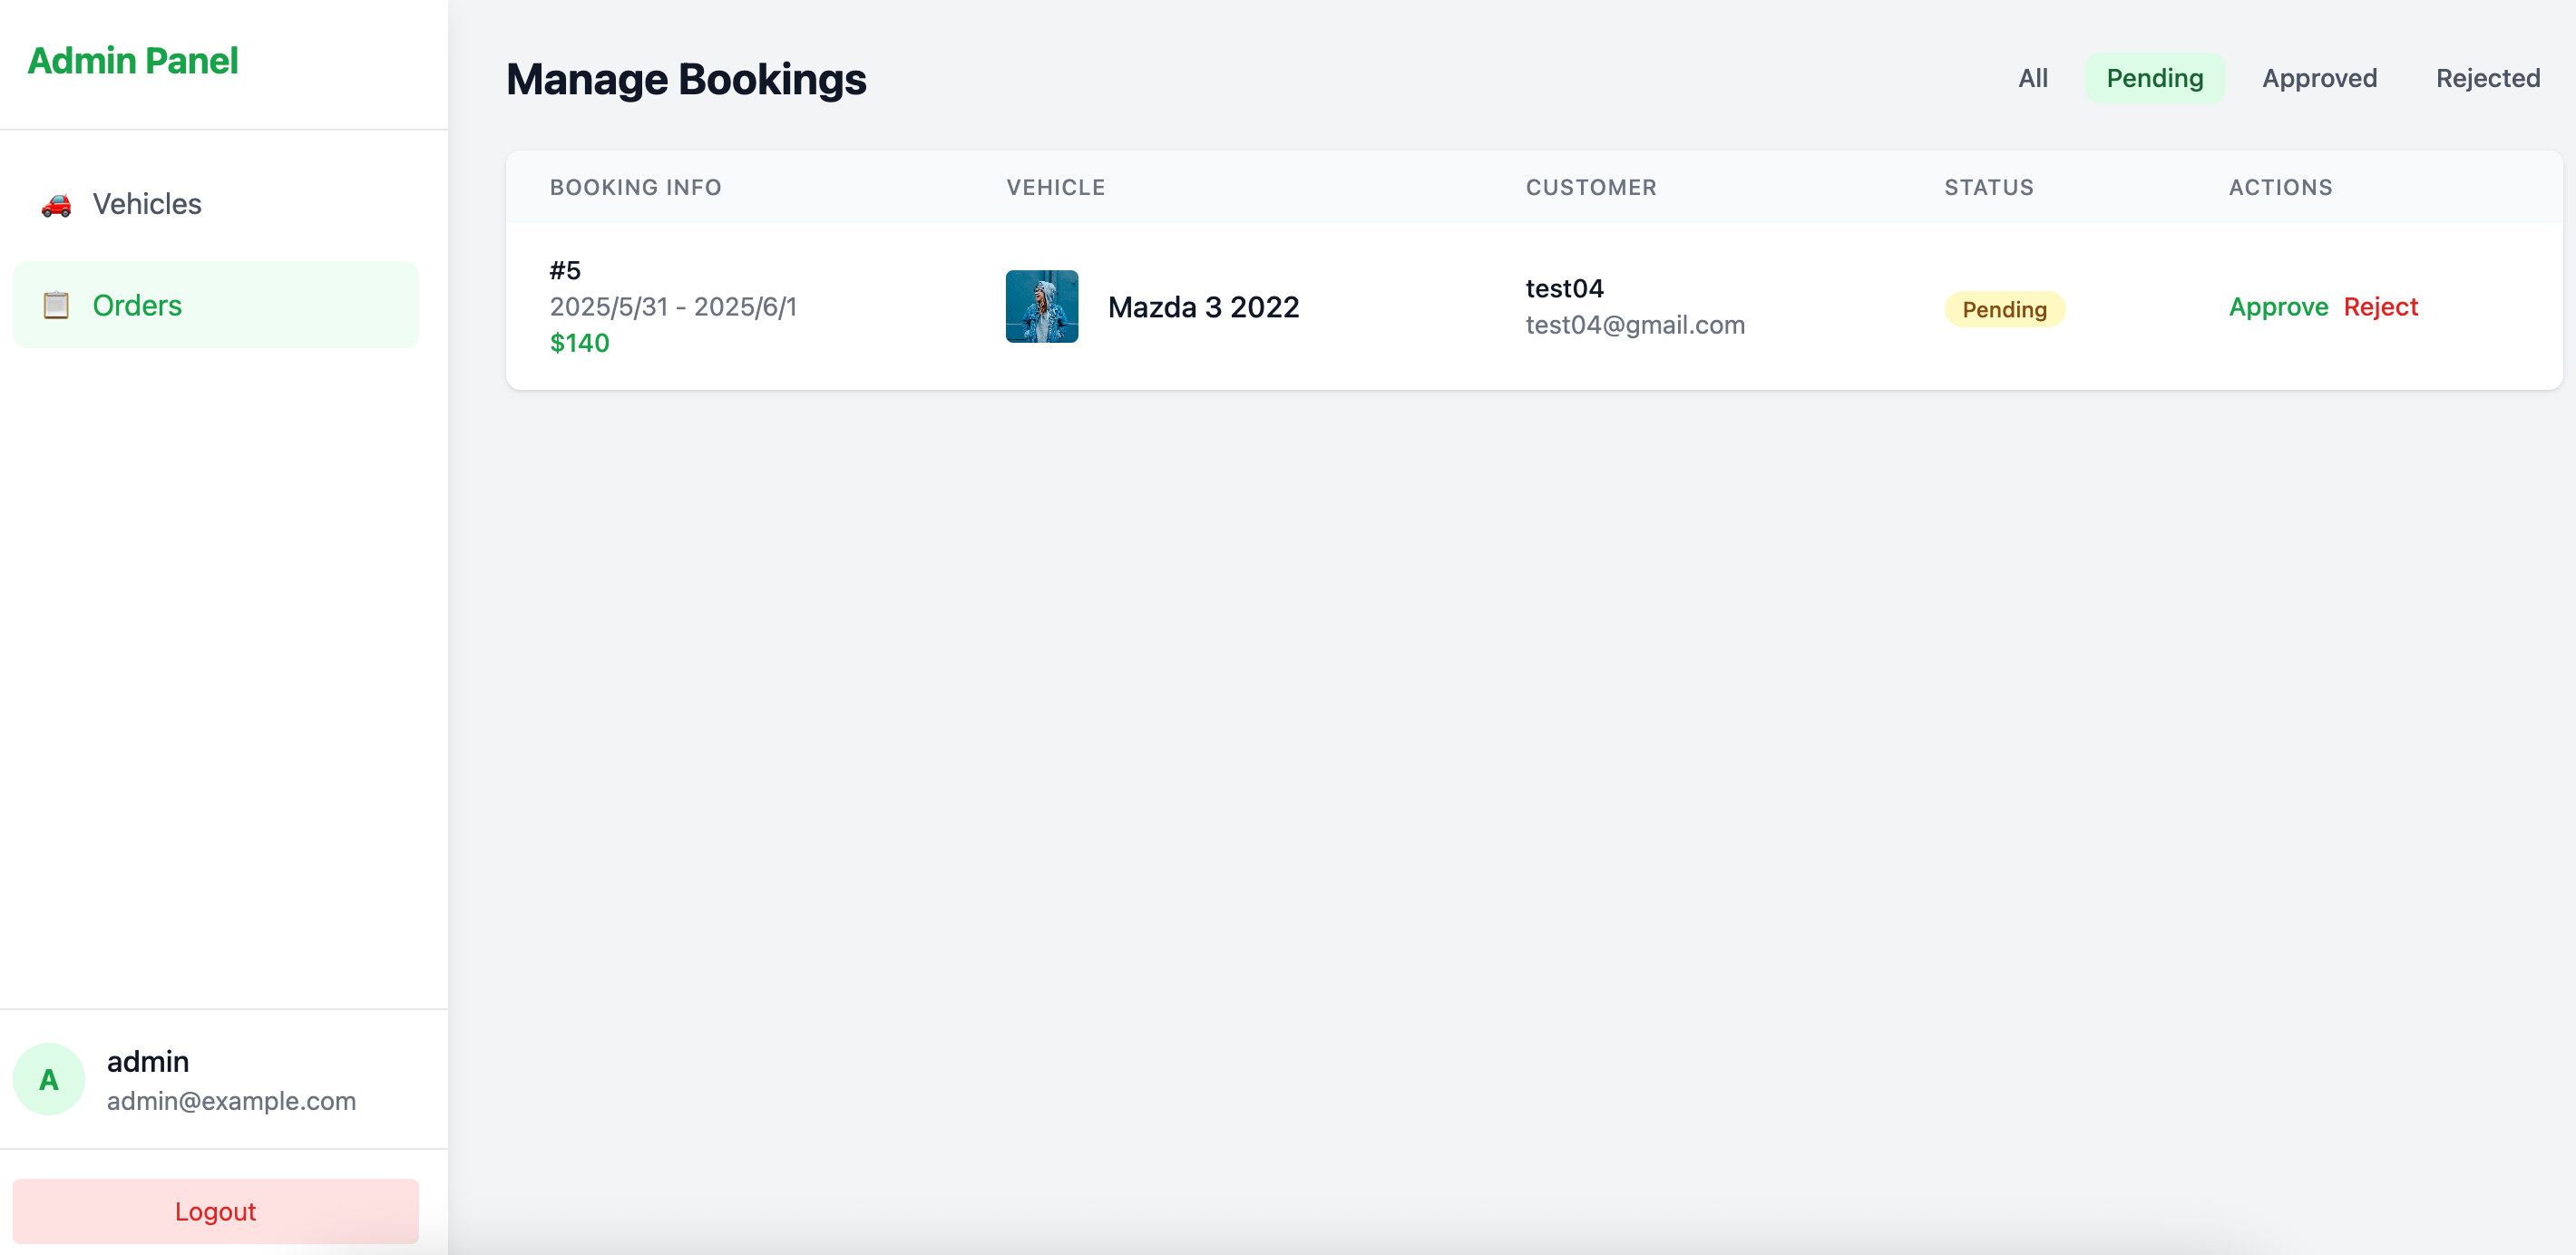 Admin Panel
Vehicles
Orders
admin
A
admin@example.com
Logout
Manage Bookings
All Pending Approved Rejected
BOOKING INFO VEHICLE CUSTOMER STATUS ACTIONS
#5
2025/5/31 - 2025/6/1
$140
Mazda 3 2022
test04
test04@gmail.com
Pending
Approve Reject